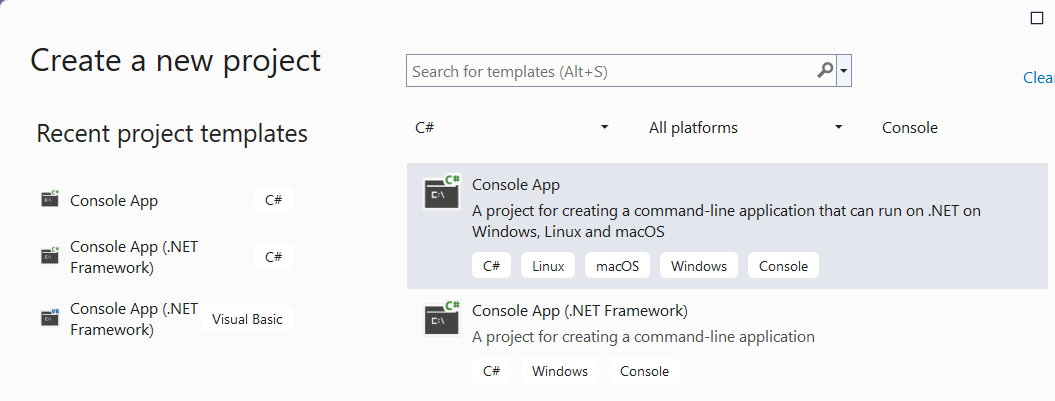 Create a new project
Search for templates (Alt+S)
Clear
Recent project templates
C#
All platforms
Console
Console App
C#
Console App (.NET
Framework)
C#
Console App (.NET
Framework)
Visual Basic
C#
C:\
Console App
A project for creating a command-line application that can run on .NET on
Windows, Linux and macOS
C#
Linux
macOS
Windows
Console
C#
C:\
Console App (.NET Framework)
A project for creating a command-line application
C#
Windows
Console